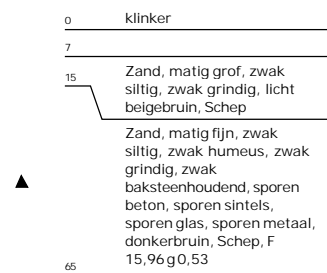 0
klinker
7
15
Zand, matig grof, zwak
siltig, zwak grindig, licht
beigebruin, Schep
Zand, matig fijn, zwak
siltig, zwak humeus, zwak
grindig, zwak
baksteenhoudend, sporen
beton, sporen sintels,
sporen glas, sporen metaal,
donkerbruin, Schep, F
15,96 g 0,53
65